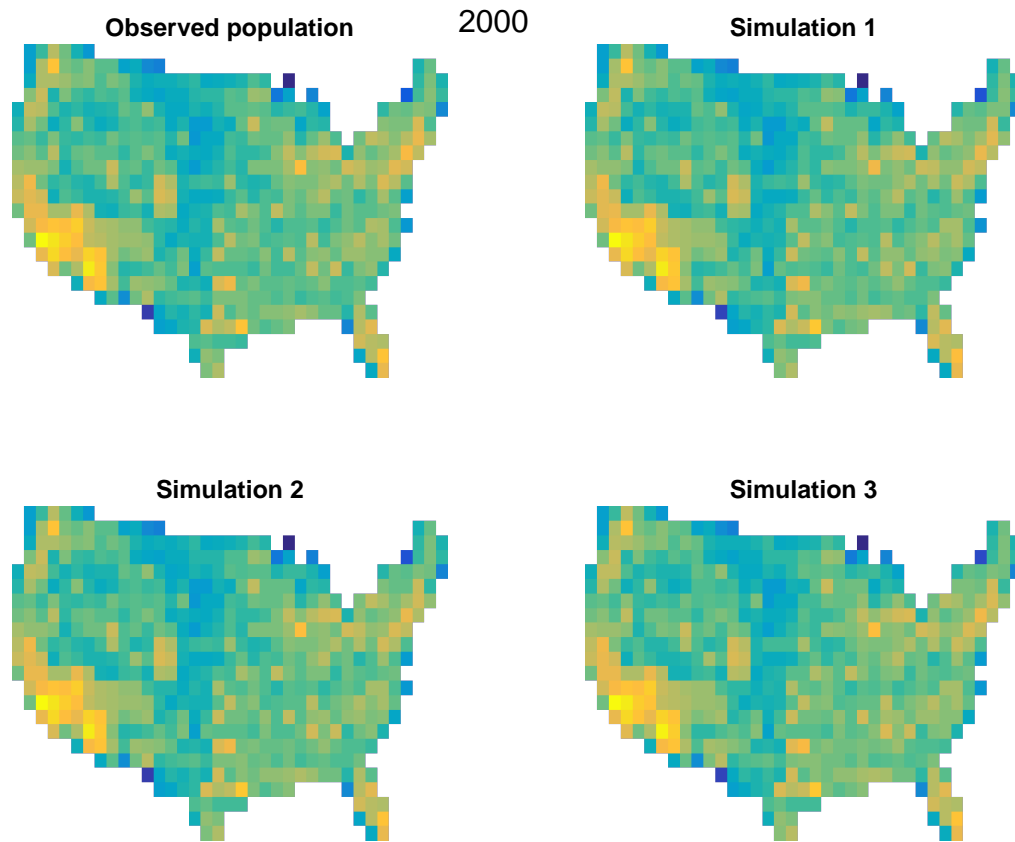 2000
Observed population
Simulation 1
Simulation 2
Simulation 3